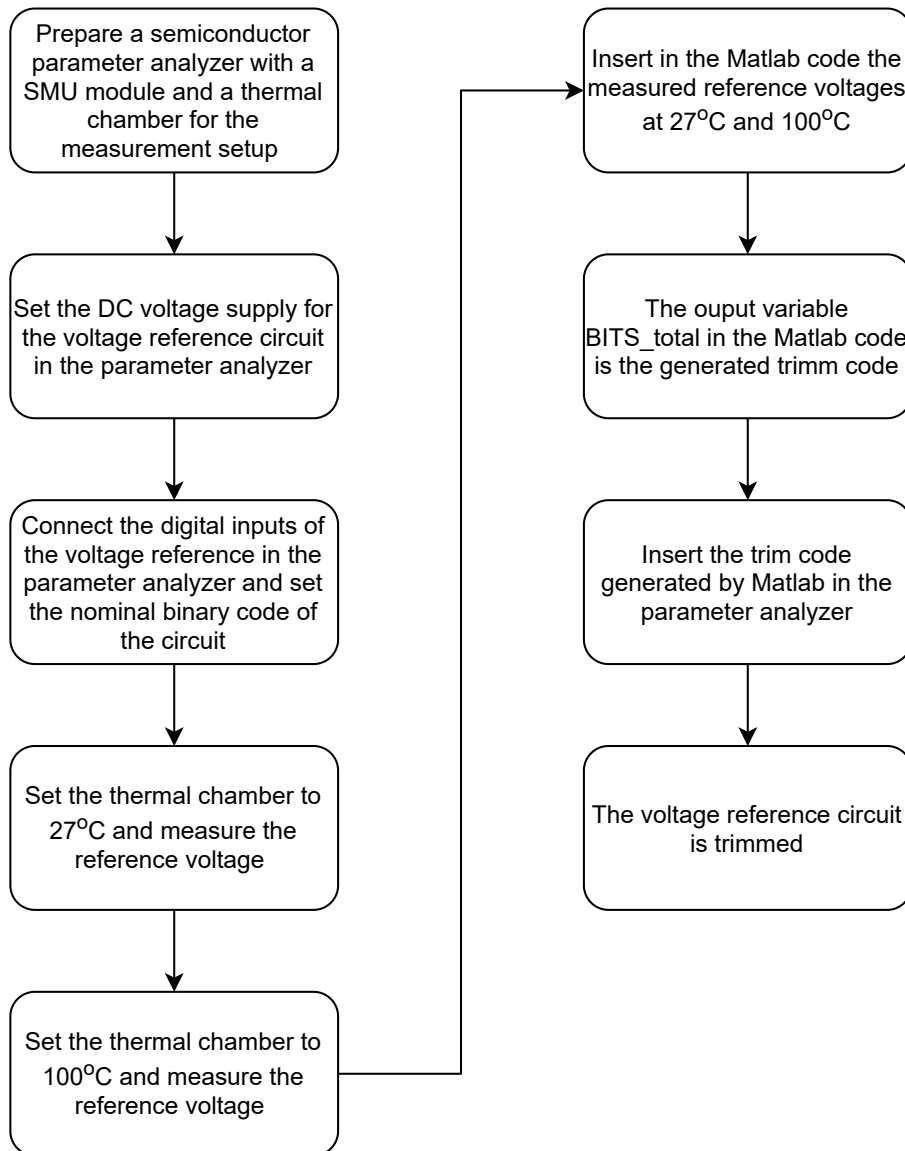 Prepare a semiconductor
parameter analyzer with a
SMU module and a thermal
chamber for the
measurement setup
Set the DC voltage supply for
the voltage reference circuit
in the parameter analyzer
Connect the digital inputs of
the voltage reference in the
parameter analyzer and set
the nominal binary code of
the circuit
Set the thermal chamber to
27°C and measure the
reference voltage
Set the thermal chamber to
100°C and measure the
reference voltage
Insert in the Matlab code the
measured reference voltages
at 27°C and 100°C
The ouput variable
BITS_total in the Matlab code
is the generated trimm code
Insert the trim code
generated by Matlab in the
parameter analyzer
The voltage reference circuit
is trimmed